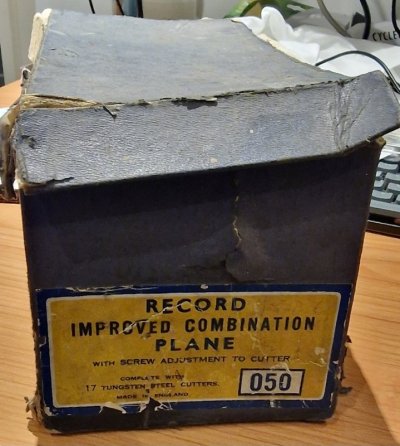 CYCLE
RECORD
IMPROVED COMBINATION
PLANE
WITH SCREW ADJUSTMENT TO CUTTER
COMPLETE WITH
17 TUNGSTEN STEEL CUTTERS.
MADE IN ENGLAND
050